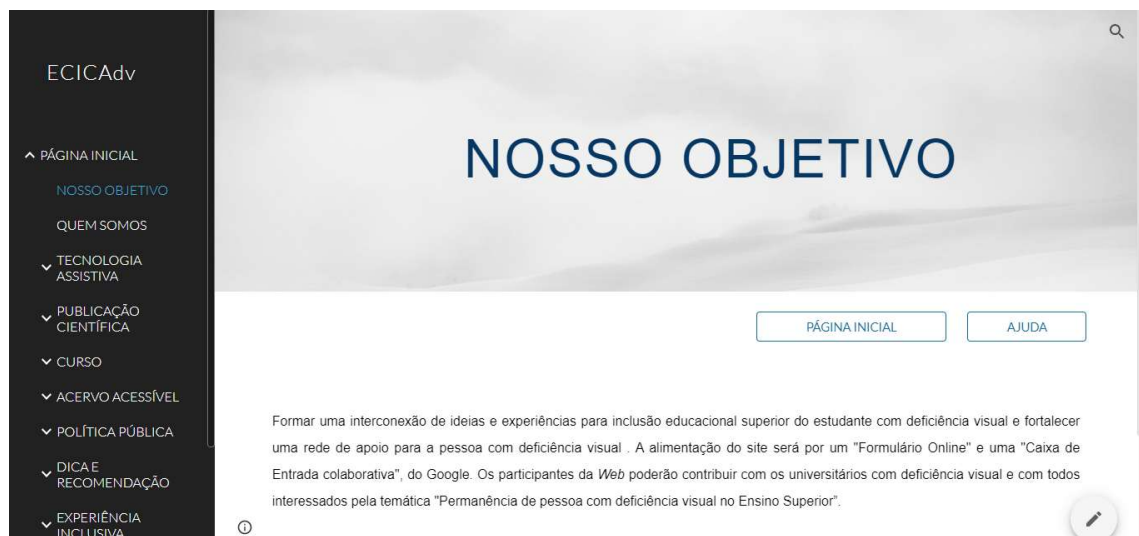 ECICAdv
PÁGINA INICIAL
NOSSO OBJETIVO
QUEM SOMOS
TECNOLOGIA
ASSISTIVA
PUBLICAÇÃO
CIENTÍFICA
CURSO
ACERVO ACESSÍVEL
POLÍTICA PÚBLICA
DICA E
RECOMENDAÇÃO
EXPERIÊNCIA
INCLUSIVA
NOSSO OBJETIVO
PÁGINA INICIAL
AJUDA
Formar uma interconexão de ideias e experiências para inclusão educacional superior do estudante com deficiência visual e fortalecer
uma rede de apoio para a pessoa com deficiência visual . A alimentação do site será por um "Formulário Online" e uma "Caixa de
Entrada colaborativa", do Google. Os participantes da Web poderão contribuir com os universitários com deficiência visual e com todos
interessados pela temática "Permanência de pessoa com deficiência visual no Ensino Superior".